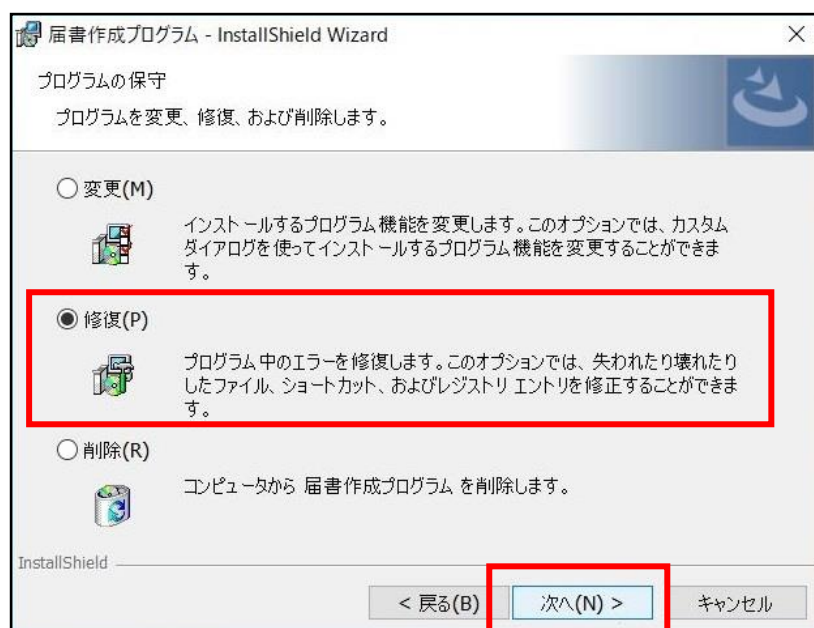 届書作成プログラム - InstallShield Wizard
プログラムの保守
プログラムを変更、修復、および削除します。
変更(M)
インストールするプログラム機能を変更します。このオプションでは、カスタム
ダイアログを使ってインストールするプログラム機能を変更することができま
す。
修復(P)
プログラム中のエラーを修復します。このオプションでは、失われたり壊れたり
したファイル、ショートカット、およびレジストリ エントリを修正することができま
す。
削除(R)
コンピュータから 届書作成プログラム を削除します。
InstallShield
< 戻る(B)
次へ(N) >
キャンセル